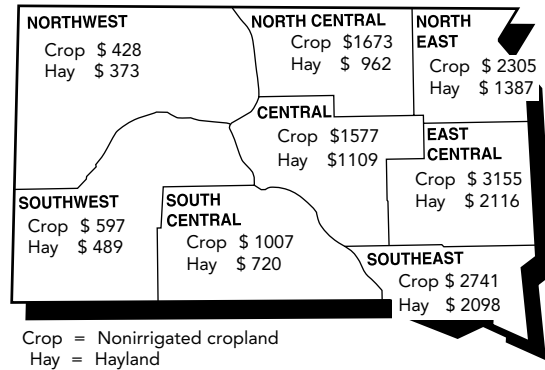 NORTHWEST
Crop $ 428
Hay $ 373
NORTH CENTRAL
Crop $1673
Hay $ 962
NORTH
EAST
Crop $ 2305
Hay $ 1387
CENTRAL
Crop $1577
Hay $1109
EAST
CENTRAL
Crop $ 3155
Hay $ 2116
SOUTHWEST
Crop $ 597
Hay $ 489
SOUTH
CENTRAL
Crop $ 1007
Hay $ 720
SOUTHEAST
Crop $ 2741
Hay $ 2098
Crop = Nonirrigated cropland
Hay = Hayland